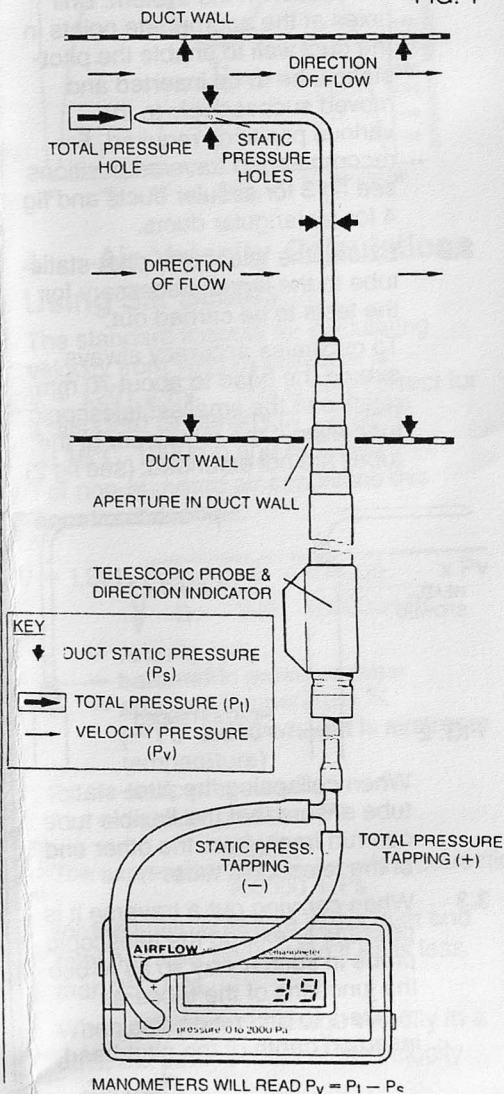 FIG. 1
DUCT WALL
DIRECTION
OF FLOW
TOTAL PRESSURE
HOLE
STATIC
PRESSURE
HOLES
DIRECTION
OF FLOW
DUCT WALL
APERTURE IN DUCT WALL
TELESCOPIC PROBE &
DIRECTION INDICATOR
KEY
DUCT STATIC PRESSURE
(Ps)
TOTAL PRESSURE (Pt)
VELOCITY PRESSURE
(Pv)
STATIC PRESS.
TAPPING
(−)
TOTAL PRESSURE
TAPPING (+)
AIRFLOW
+
39
pressure 0 to 2000 Pa
MANOMETERS WILL READ Pv = Pt − Ps